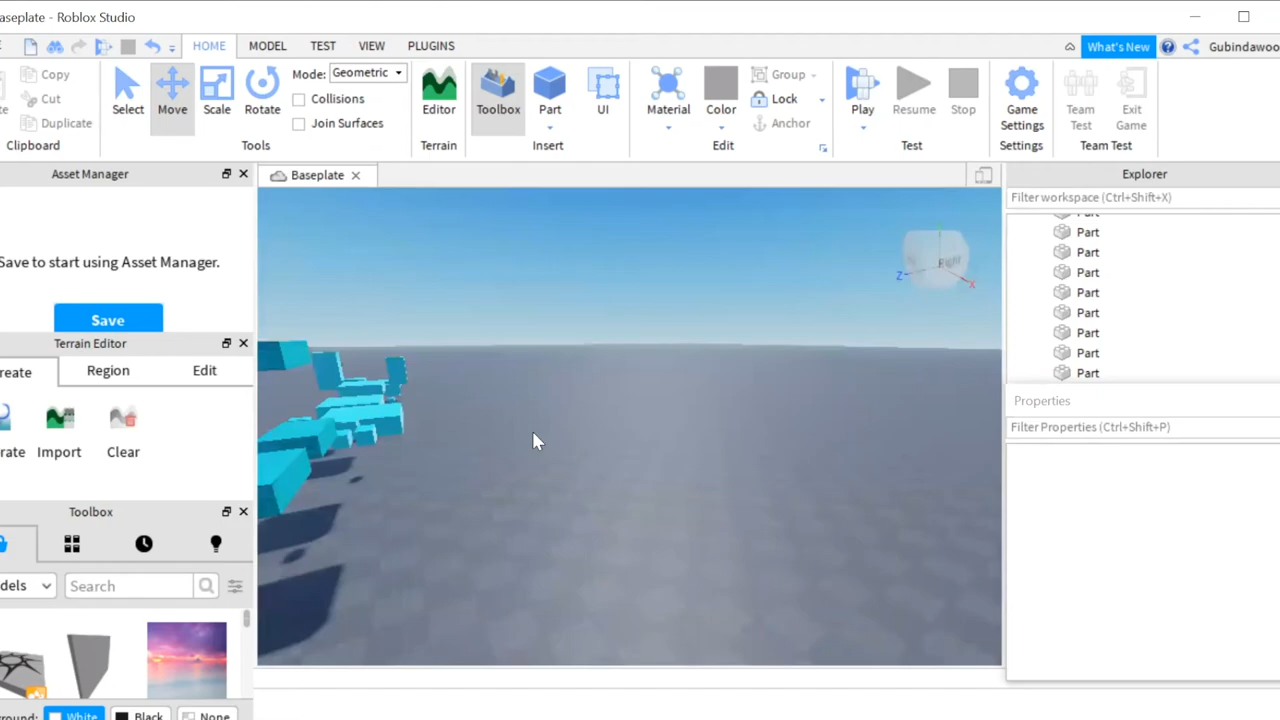 aseplate - Roblox Studio
HOME MODEL TEST VIEW PLUGINS What's New Gubindawoo
Copy
Cut
Duplicate
Clipboard
Select Move Scale Rotate
Mode: Geometric
Collisions
Join Surfaces
Tools
Editor
Terrain
Toolbox Part UI
Insert
Material Color
Group
Lock
Anchor
Edit
Play Resume Stop
Test
Game Settings
Settings
Team Test
Exit Game
Team Test
Asset Manager
Save to start using Asset Manager.
Save
Terrain Editor
reate Region Edit
rate Import Clear
Toolbox
dels Search
round: White Black None
Baseplate
Z X
Explorer
Filter workspace (Ctrl+Shift+X)
Part
Part
Part
Part
Part
Part
Part
Part
Part
Properties
Filter Properties (Ctrl+Shift+P)